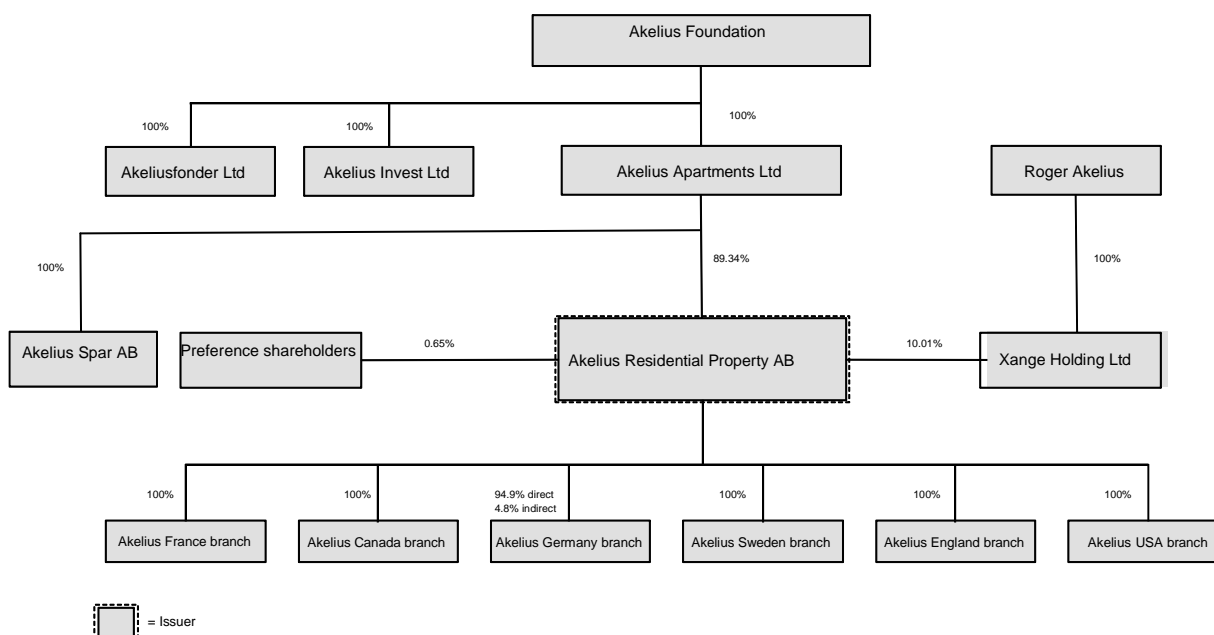 Akelius Foundation
100%
100%
100%
Akeliusfonder Ltd
Akelius Invest Ltd
Akelius Apartments Ltd
Roger Akelius
100%
89.34%
100%
Akelius Spar AB
Preference shareholders
0.65%
Akelius Residential Property AB
10.01%
Xange Holding Ltd
100%
100%
94.9% direct
4.8% indirect
100%
100%
100%
Akelius France branch
Akelius Canada branch
Akelius Germany branch
Akelius Sweden branch
Akelius England branch
Akelius USA branch
= Issuer